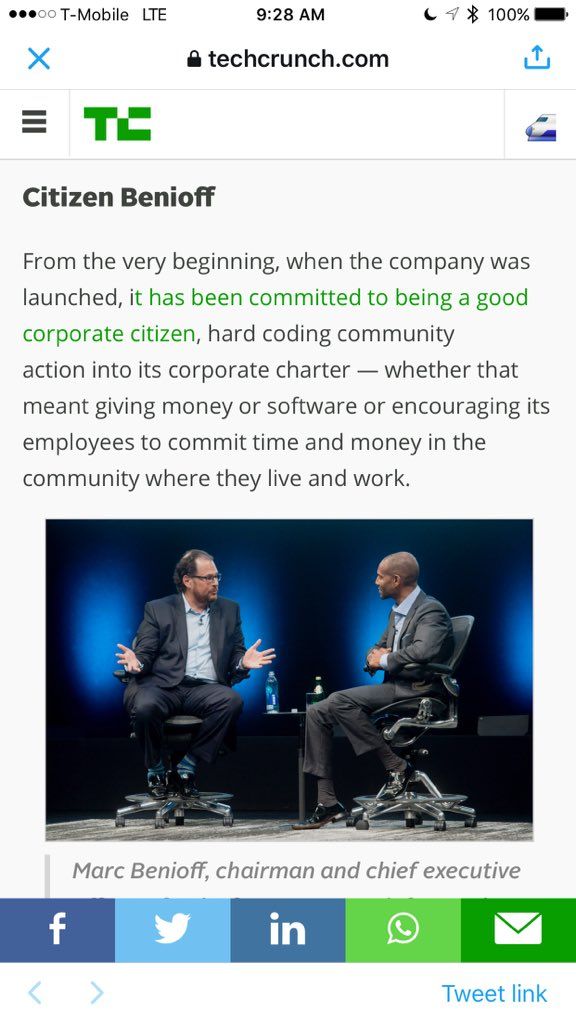 T-Mobile LTE 9:28 AM 100%
techcrunch.com
TC
Citizen Benioff
From the very beginning, when the company was
launched, it has been committed to being a good
corporate citizen, hard coding community
action into its corporate charter — whether that
meant giving money or software or encouraging its
employees to commit time and money in the
community where they live and work.
Marc Benioff, chairman and chief executive
f in
Tweet link